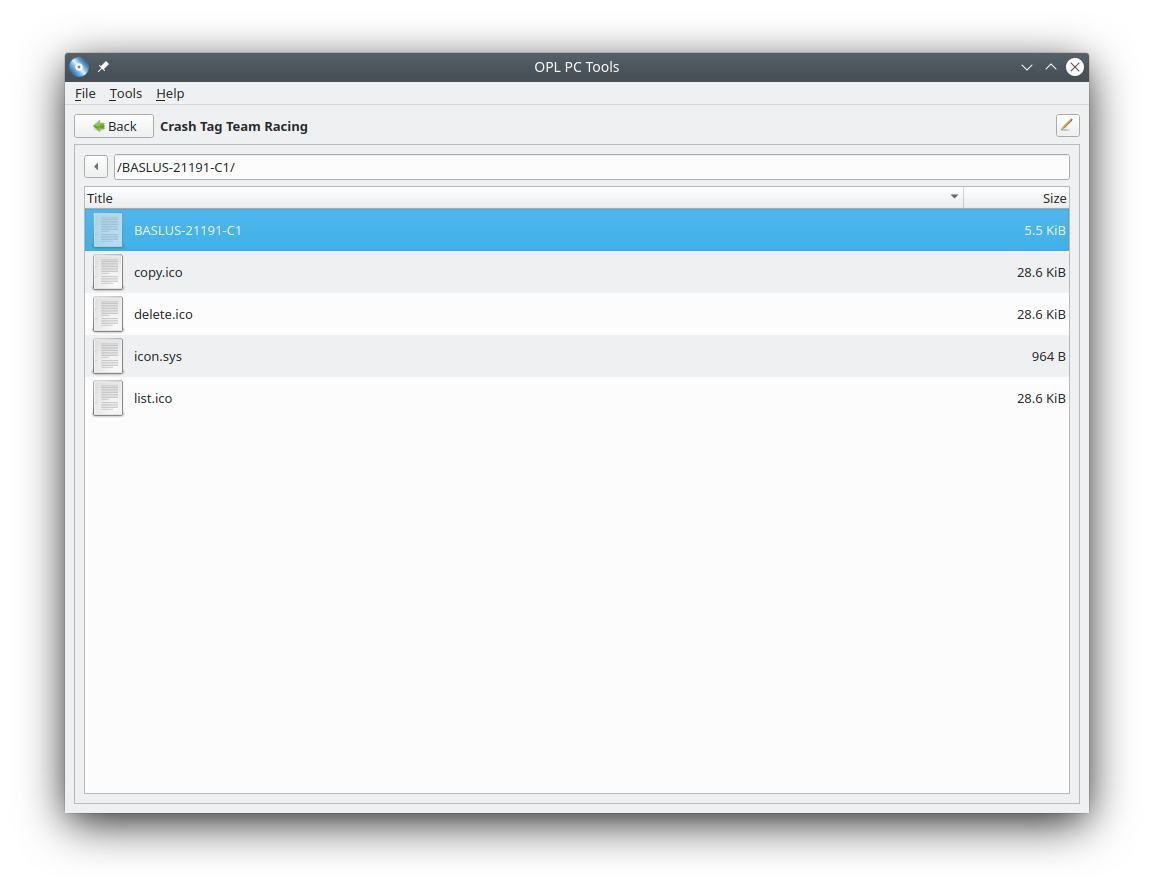 OPL PC Tools
File Tools Help
Back Crash Tag Team Racing
/BASLUS-21191-C1/
Title Size
BASLUS-21191-C1 5.5 KiB
copy.ico 28.6 KiB
delete.ico 28.6 KiB
icon.sys 964 B
list.ico 28.6 KiB